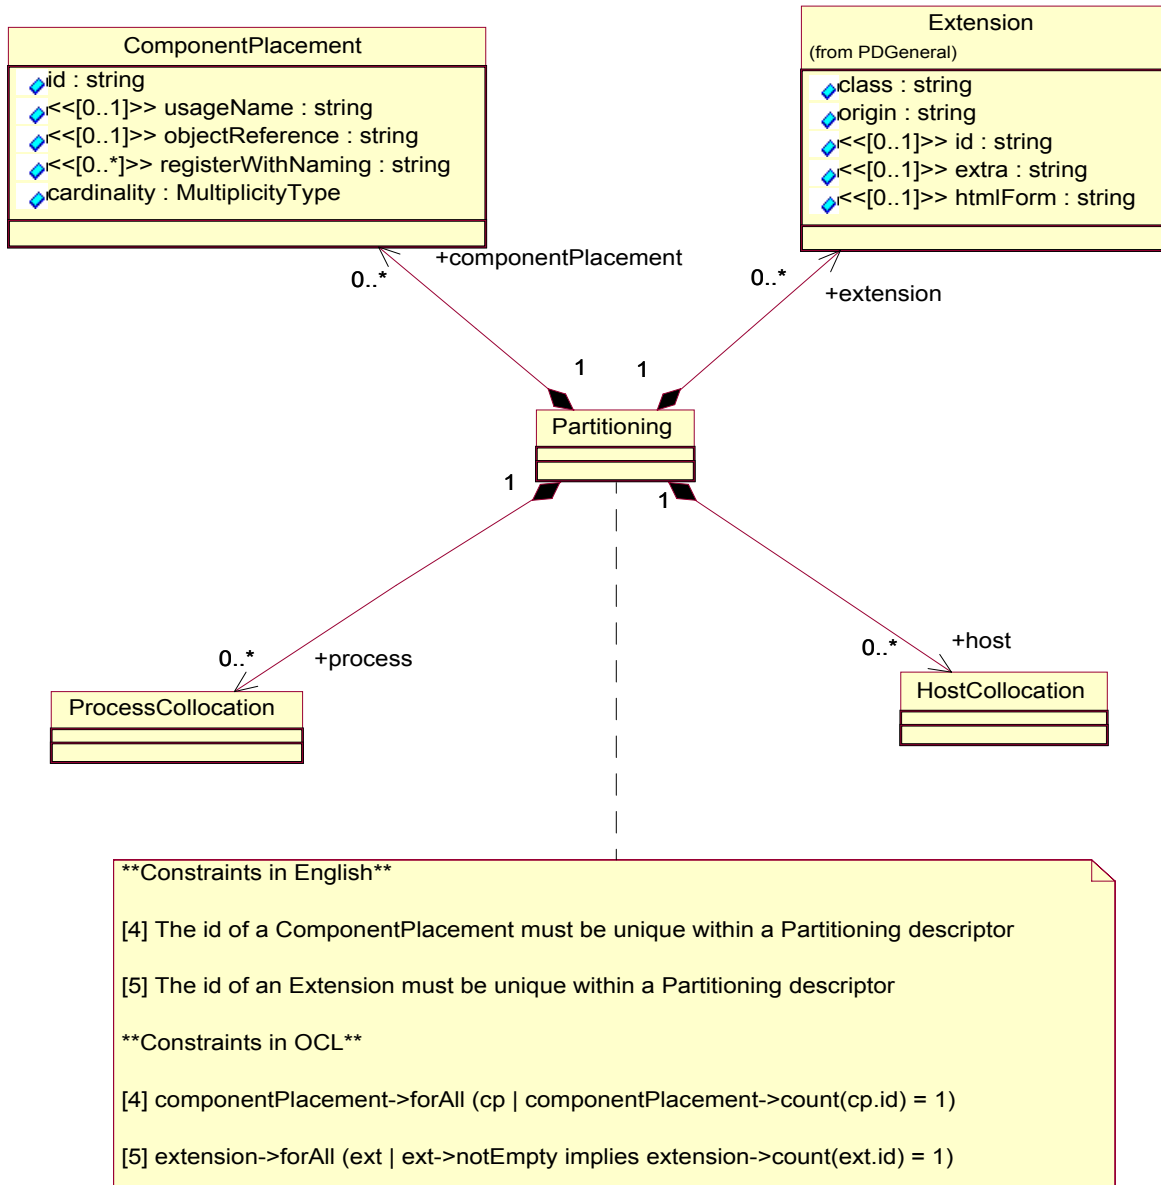 ComponentPlacement
id : string
<<[0..1]>> usageName : string
<<[0..1]>> objectReference : string
<<[0..*]>> registerWithNaming : string
cardinality : MultiplicityType
Extension
(from PDGeneral)
class : string
origin : string
<<[0..1]>> id : string
<<[0..1]>> extra : string
<<[0..1]>> htmlForm : string
+componentPlacement
0..*
0..*
+extension
1
1
Partitioning
1
1
0..*
+process
0..*
+host
ProcessCollocation
HostCollocation
**Constraints in English**
[4] The id of a ComponentPlacement must be unique within a Partitioning descriptor
[5] The id of an Extension must be unique within a Partitioning descriptor
**Constraints in OCL**
[4] componentPlacement->forAll (cp | componentPlacement->count(cp.id) = 1)
[5] extension->forAll (ext | ext->notEmpty implies extension->count(ext.id) = 1)